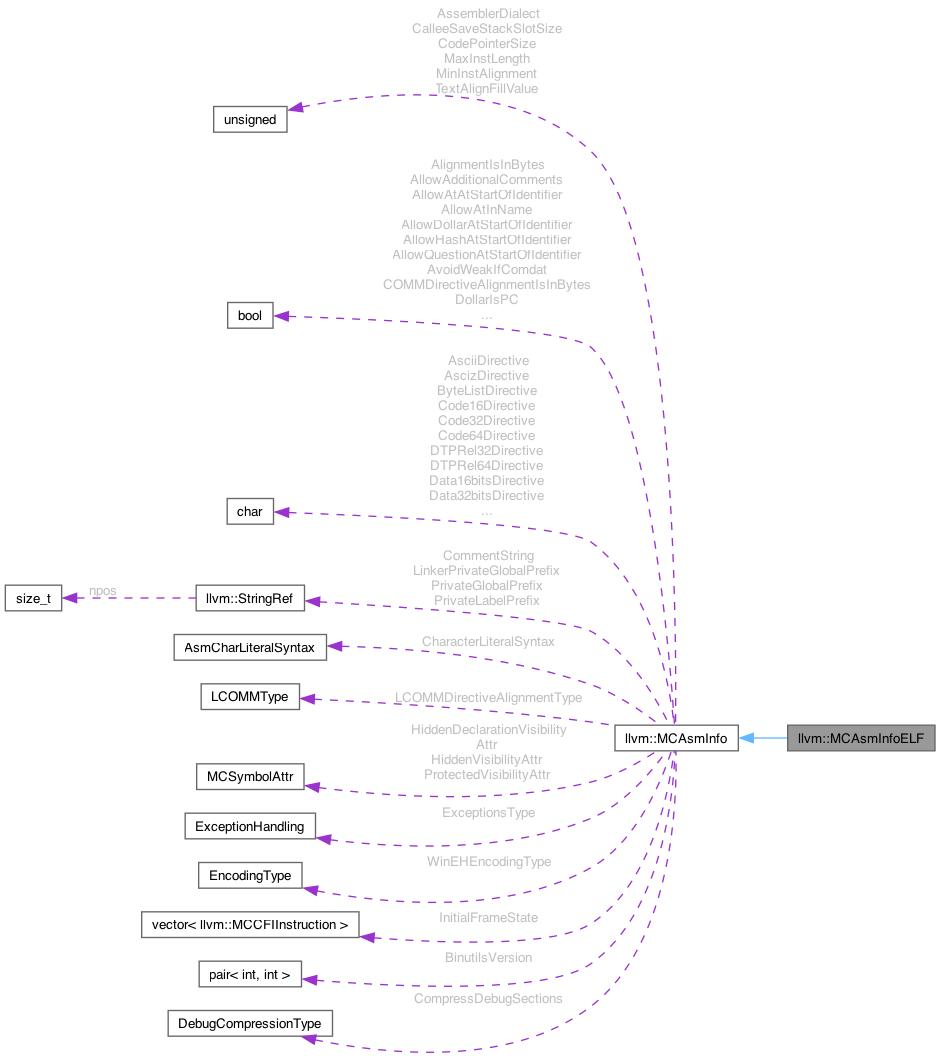 AssemblerDialect
CalleeSaveStackSlotSize
CodePointerSize
MaxInstLength
MinInstAlignment
TextAlignFillValue
unsigned
AlignmentIsInBytes
AllowAdditionalComments
AllowAtAtStartOfIdentifier
AllowAtInName
AllowDollarAtStartOfIdentifier
AllowHashAtStartOfIdentifier
AllowQuestionAtStartOfIdentifier
AvoidWeakIfComdat
COMMDirectiveAlignmentIsInBytes
DollarIsPC
...
bool
AsciiDirective
AscizDirective
ByteListDirective
Code16Directive
Code32Directive
Code64Directive
DTPRel32Directive
DTPRel64Directive
Data16bitsDirective
Data32bitsDirective
...
char
CommentString
LinkerPrivateGlobalPrefix
PrivateGlobalPrefix
PrivateLabelPrefix
size_t
npos
llvm::StringRef
AsmCharLiteralSyntax
CharacterLiteralSyntax
LCOMMType
LCOMMDirectiveAlignmentType
llvm::MCAsmInfo
llvm::MCAsmInfoELF
HiddenDeclarationVisibility
Attr
HiddenVisibilityAttr
ProtectedVisibilityAttr
MCSymbolAttr
ExceptionsType
ExceptionHandling
WinEHEncodingType
EncodingType
InitialFrameState
vector< llvm::MCCFIInstruction >
BinutilsVersion
pair< int, int >
CompressDebugSections
DebugCompressionType